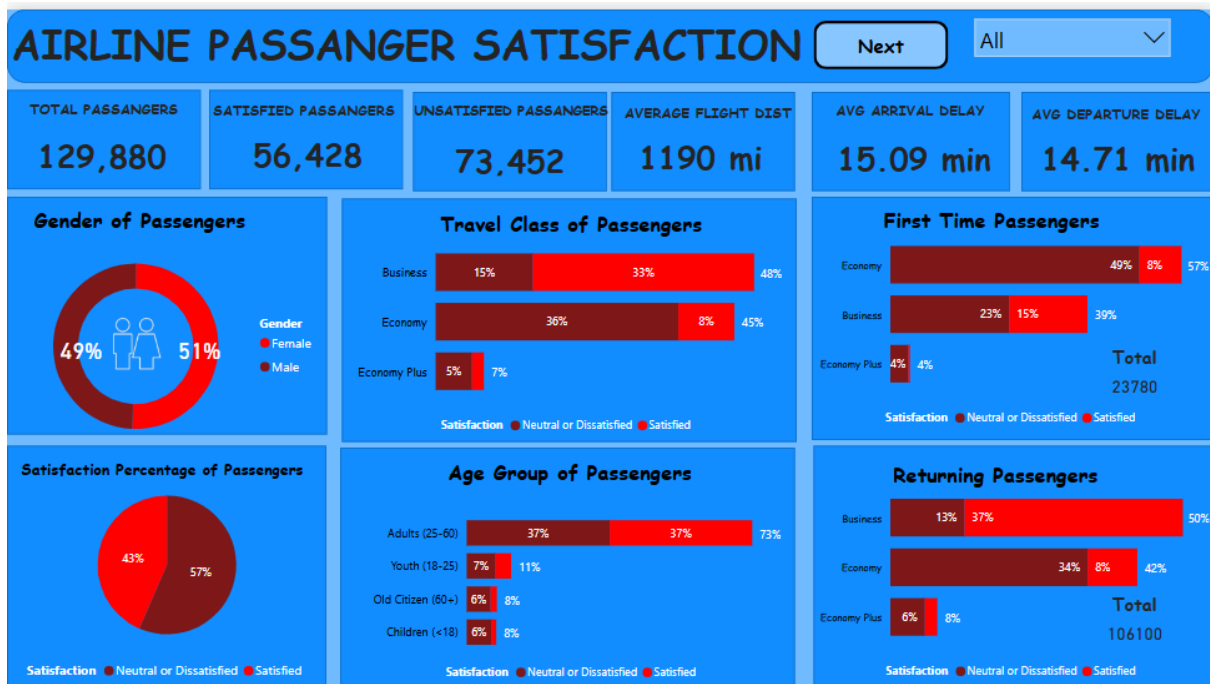 AIRLINE PASSANGER SATISFACTION
Next
All
TOTAL PASSANGERS
129,880
SATISFIED PASSANGERS
56,428
UNSATISFIED PASSANGERS
73,452
AVERAGE FLIGHT DIST
1190 mi
AVG ARRIVAL DELAY
15.09 min
AVG DEPARTURE DELAY
14.71 min
Gender of Passengers
49%
51%
Gender
Female
Male
Travel Class of Passengers
Business 15% 33% 48%
Economy 36% 8% 45%
Economy Plus 5% 7%
Satisfaction Neutral or Dissatisfied Satisfied
First Time Passengers
Economy 49% 8% 57%
Business 23% 15% 39%
Economy Plus 4% 4%
Total
23780
Satisfaction Neutral or Dissatisfied Satisfied
Satisfaction Percentage of Passengers
43%
57%
Satisfaction Neutral or Dissatisfied Satisfied
Age Group of Passengers
Adults (25-60) 37% 37% 73%
Youth (18-25) 7% 11%
Old Citizen (60+) 6% 8%
Children (<18) 6% 8%
Satisfaction Neutral or Dissatisfied Satisfied
Returning Passengers
Business 13% 37% 50%
Economy 34% 8% 42%
Economy Plus 6% 8%
Total
106100
Satisfaction Neutral or Dissatisfied Satisfied